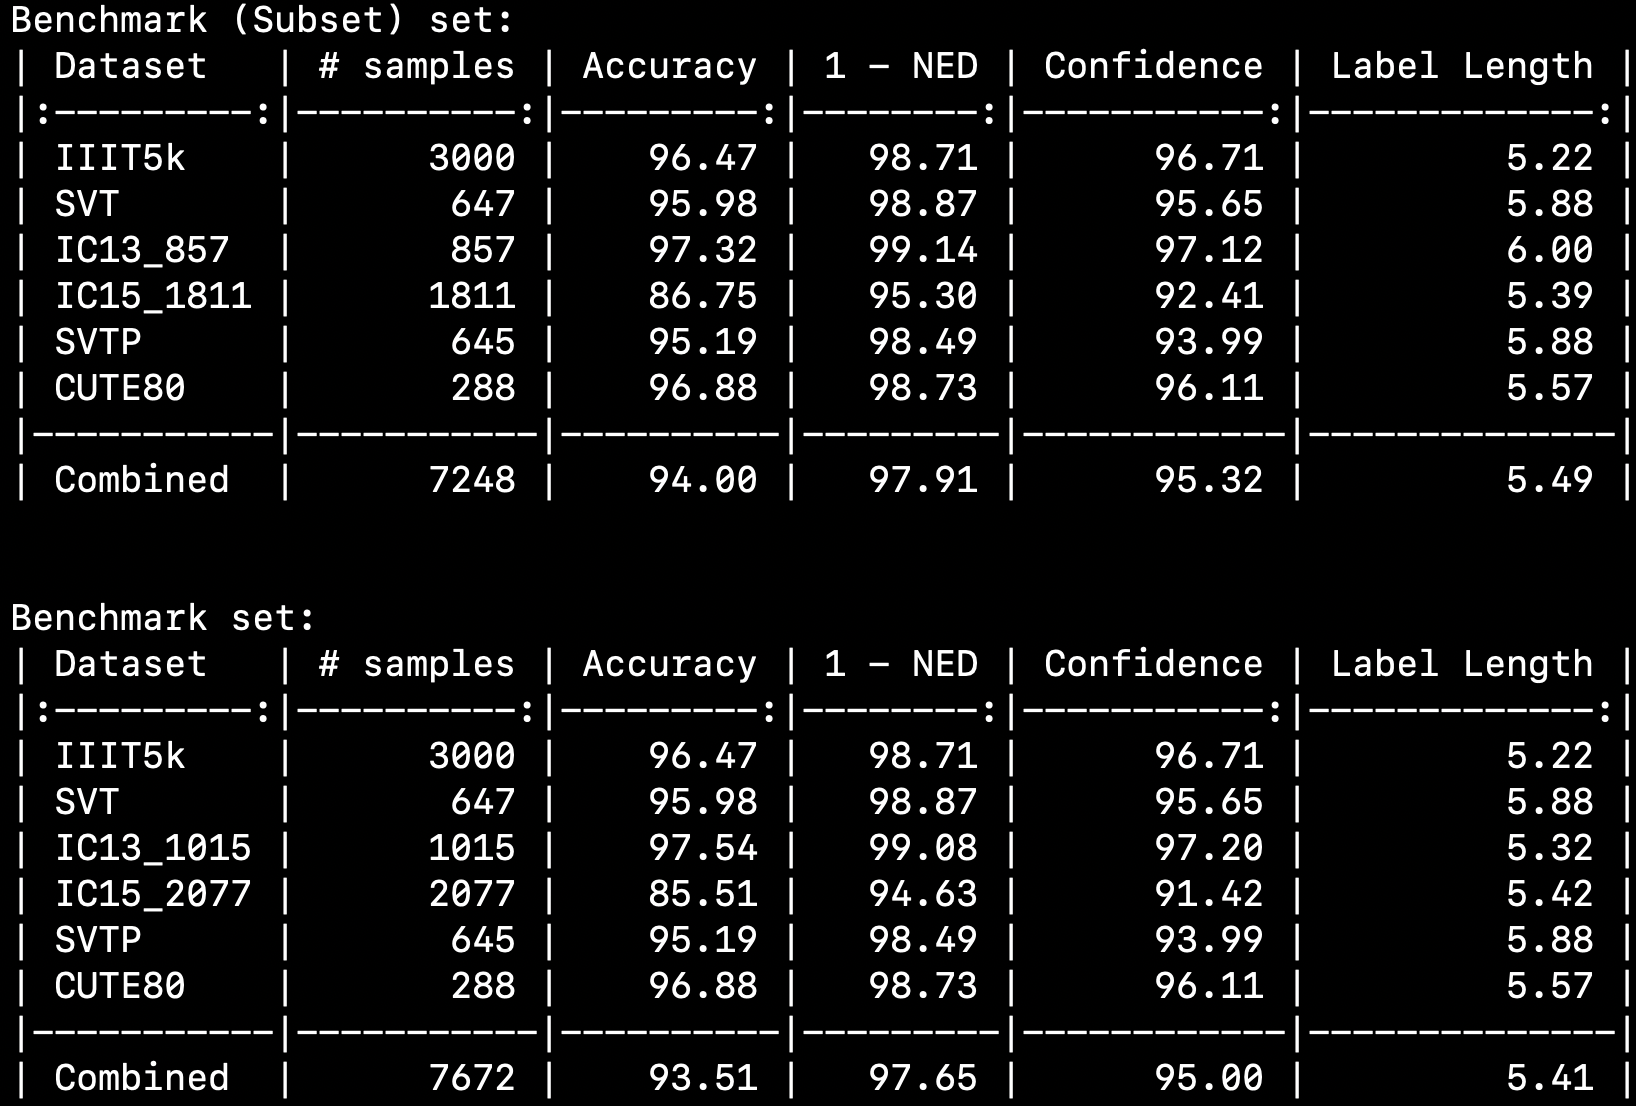 Benchmark (Subset) set:
| Dataset   | # samples | Accuracy | 1 - NED | Confidence | Label Length |
|:---------:|----------:|---------:|--------:|-----------:|-------------:|
| IIIT5k    |      3000 |    96.47 |   98.71 |      96.71 |         5.22 |
| SVT       |       647 |    95.98 |   98.87 |      95.65 |         5.88 |
| IC13_857  |       857 |    97.32 |   99.14 |      97.12 |         6.00 |
| IC15_1811 |      1811 |    86.75 |   95.30 |      92.41 |         5.39 |
| SVTP      |       645 |    95.19 |   98.49 |      93.99 |         5.88 |
| CUTE80    |       288 |    96.88 |   98.73 |      96.11 |         5.57 |
|-----------|-----------|----------|---------|------------|--------------|
| Combined  |      7248 |    94.00 |   97.91 |      95.32 |         5.49 |
Benchmark set:
| Dataset   | # samples | Accuracy | 1 - NED | Confidence | Label Length |
|:---------:|----------:|---------:|--------:|-----------:|-------------:|
| IIIT5k    |      3000 |    96.47 |   98.71 |      96.71 |         5.22 |
| SVT       |       647 |    95.98 |   98.87 |      95.65 |         5.88 |
| IC13_1015 |      1015 |    97.54 |   99.08 |      97.20 |         5.32 |
| IC15_2077 |      2077 |    85.51 |   94.63 |      91.42 |         5.42 |
| SVTP      |       645 |    95.19 |   98.49 |      93.99 |         5.88 |
| CUTE80    |       288 |    96.88 |   98.73 |      96.11 |         5.57 |
|-----------|-----------|----------|---------|------------|--------------|
| Combined  |      7672 |    93.51 |   97.65 |      95.00 |         5.41 |